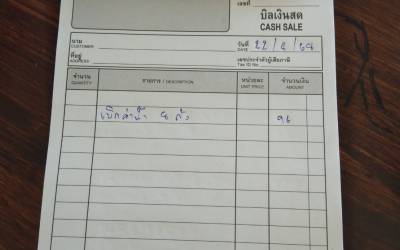 เลขที่
บิลเงินสด
CASH SALE
นาม
CUSTOMER
วันที่ 22/
DATE
ที่อยู่
ADDRESS
เลขประจำตัวผู้เสียภาษี
Tax ID No.
จำนวน รายการ / DESCRIPTION หน่วยละ จำนวนเงิน
QUANTITY UNIT PRICE AMOUNT